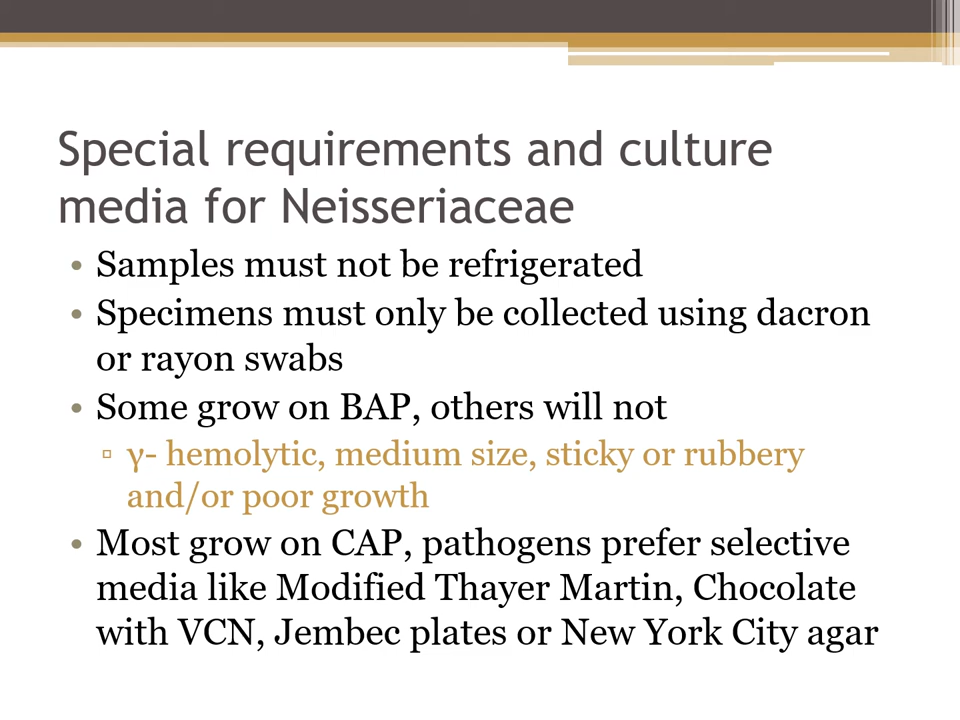 Special requirements and culture
media for Neisseriaceae
• Samples must not be refrigerated
• Specimens must only be collected using dacron
or rayon swabs
• Some grow on BAP, others will not
▫ γ- hemolytic, medium size, sticky or rubbery
and/or poor growth
• Most grow on CAP, pathogens prefer selective
media like Modified Thayer Martin, Chocolate
with VCN, Jembec plates or New York City agar